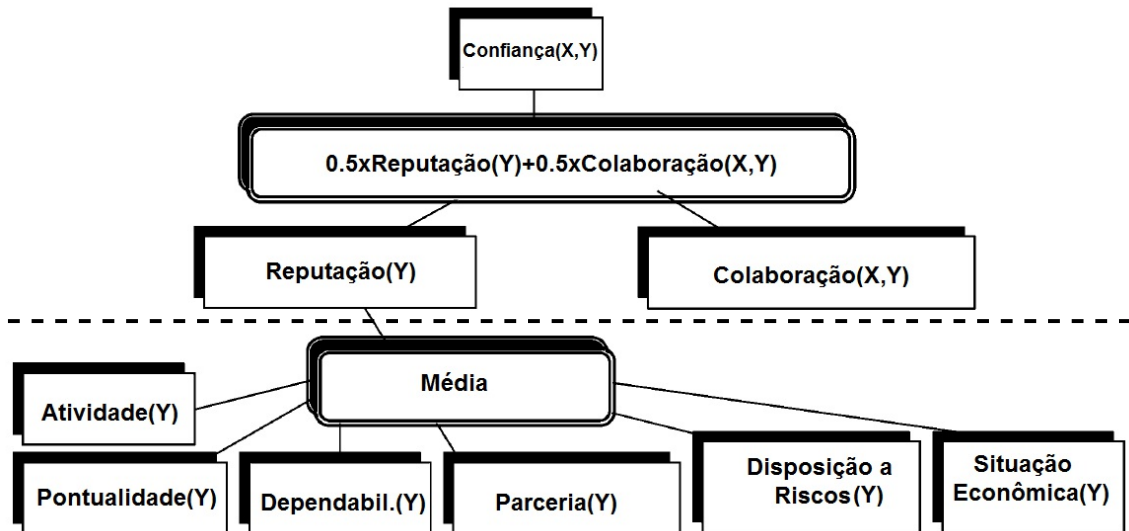 Confiança(X,Y)
0.5xReputação(Y)+0.5xColaboração(X,Y)
Reputação(Y)
Colaboração(X,Y)
Média
Atividade(Y)
Pontualidade(Y)
Dependabil.(Y)
Parceria(Y)
Disposição a
Riscos(Y)
Situação
Econômica(Y)